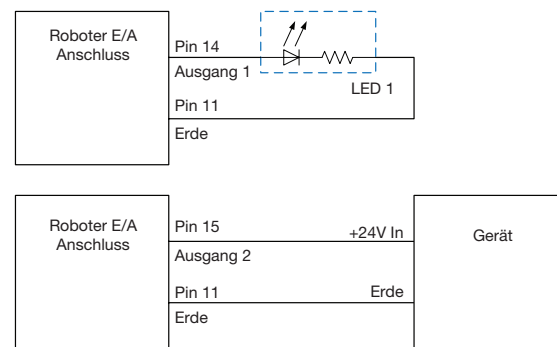 Roboter E/A
Anschluss
Pin 14
Ausgang 1
LED 1
Pin 11
Erde
Roboter E/A
Anschluss
Pin 15
+24V In
Gerät
Ausgang 2
Pin 11
Erde
Erde